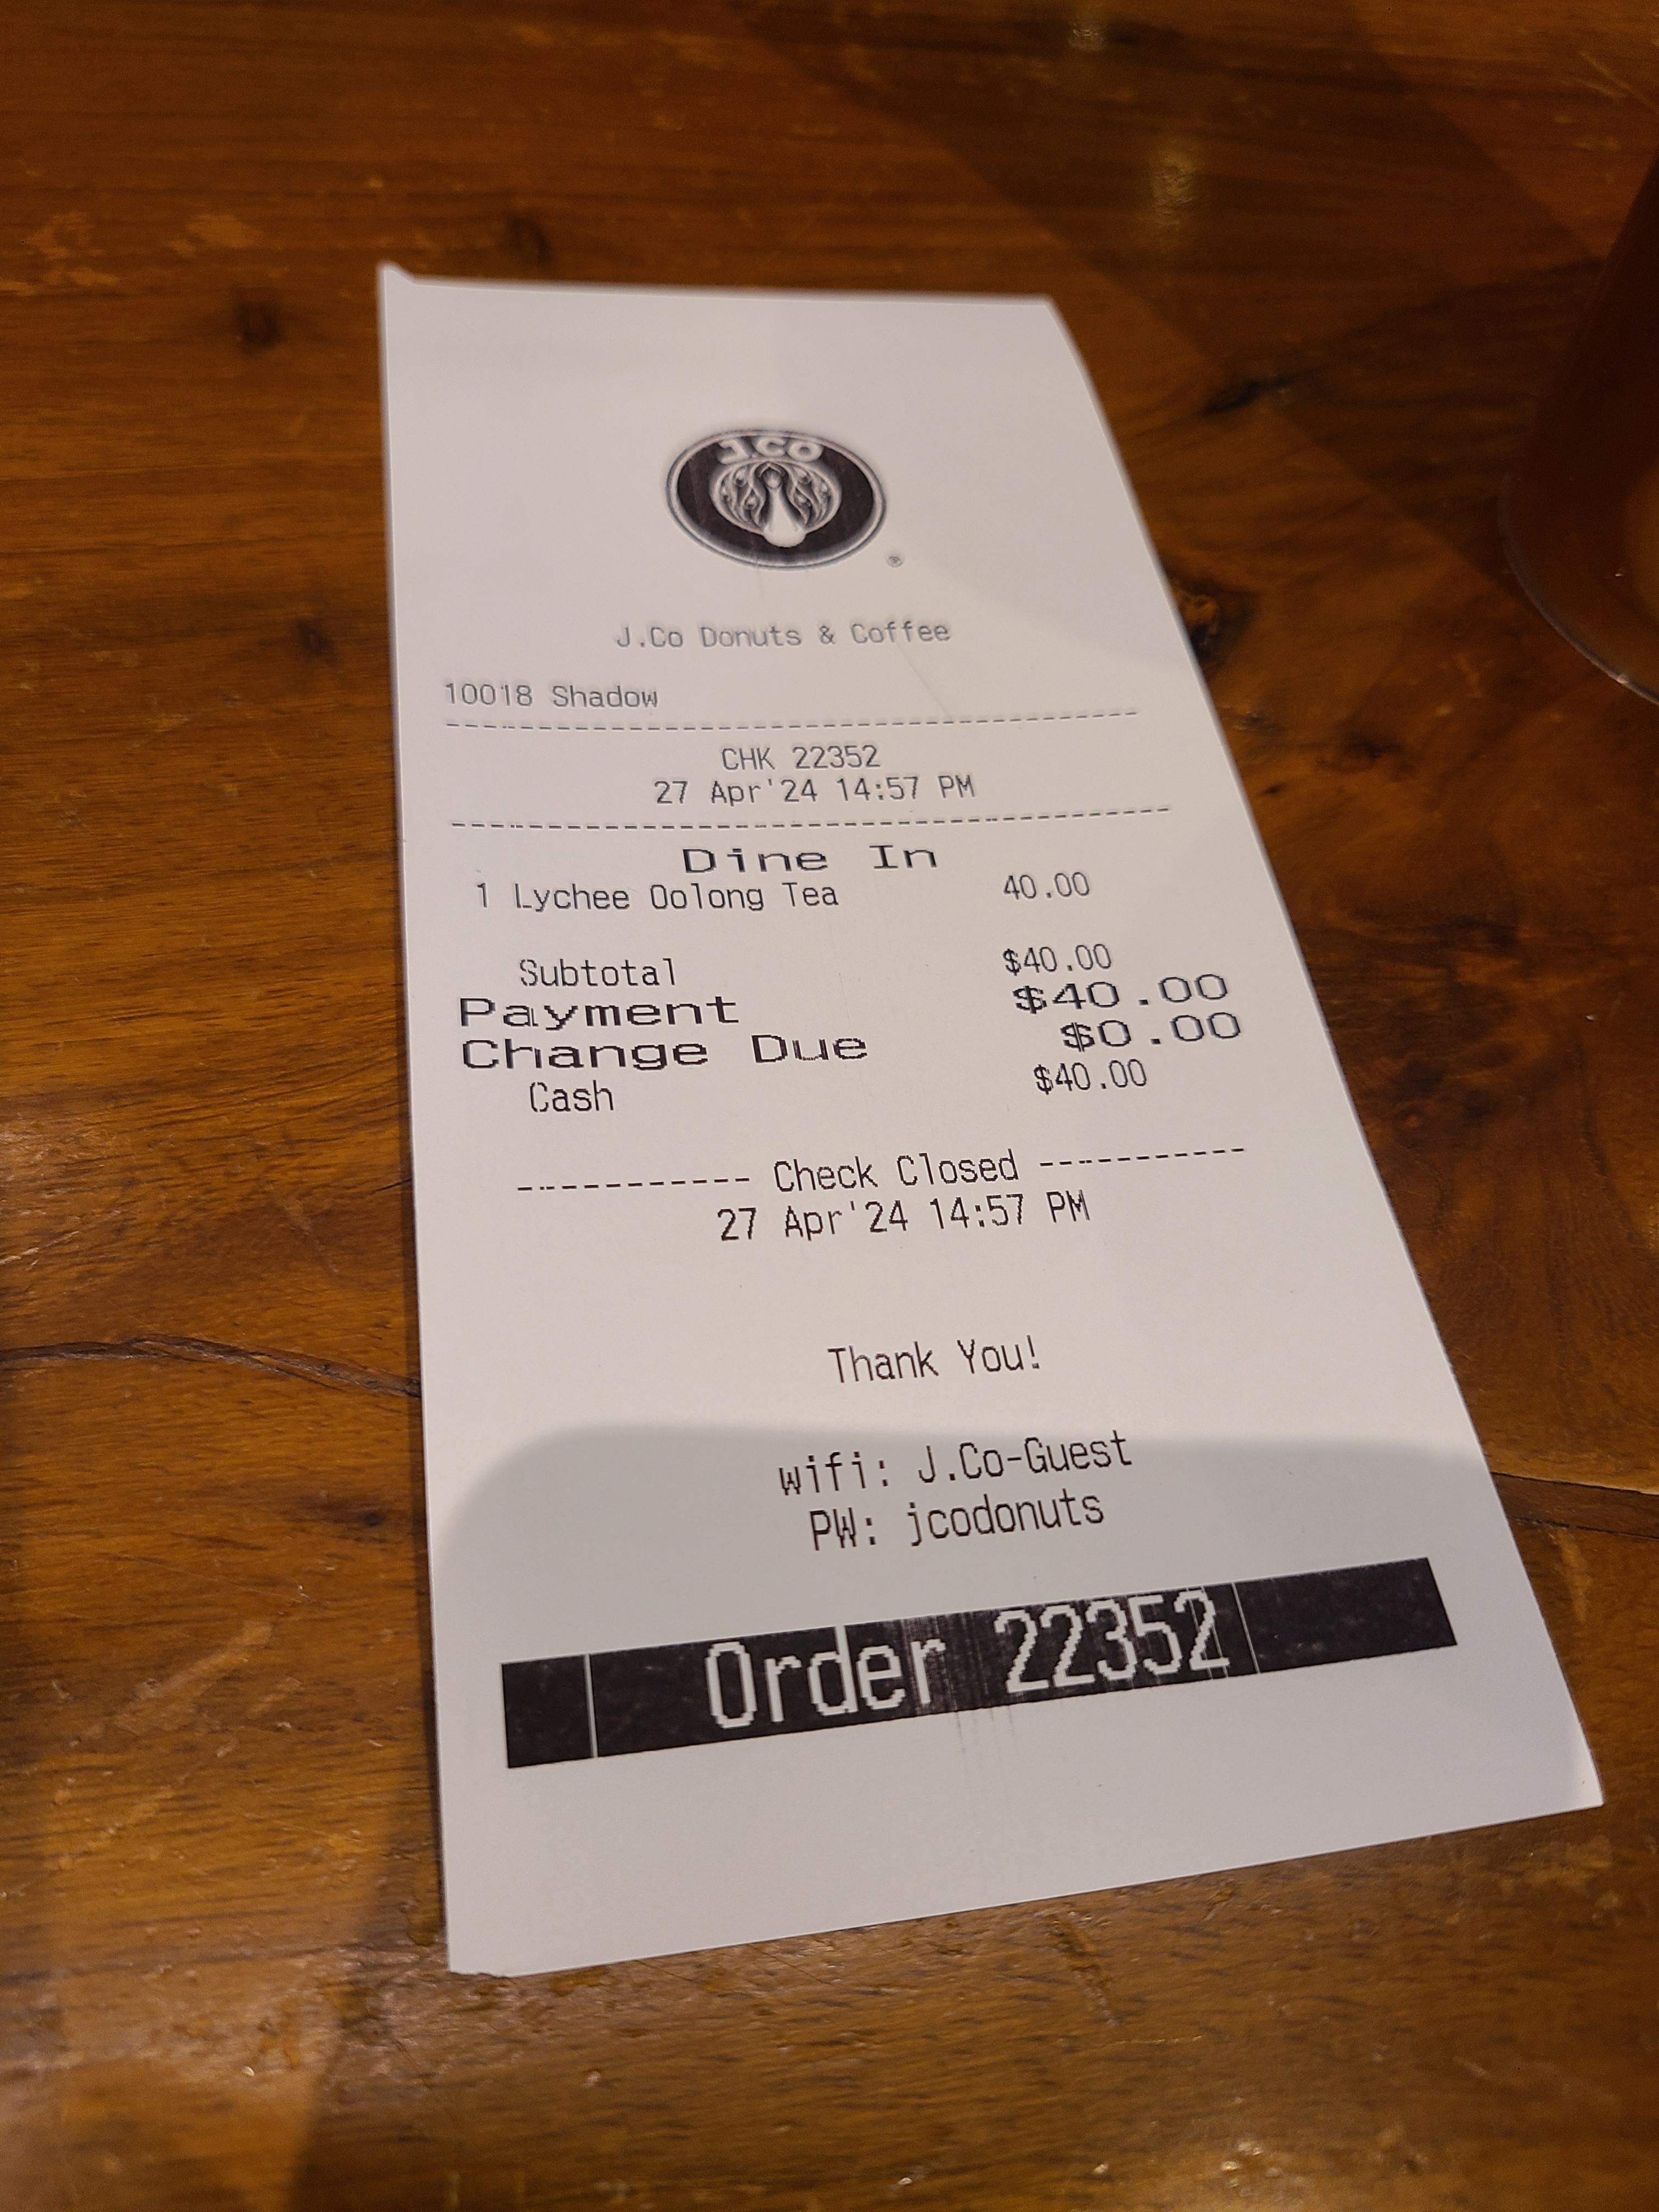 J.CO
®
J.Co Donuts & Coffee
10018 Shadow
----------------------------------------
CHK 22352
27 Apr'24 14:57 PM
----------------------------------------
Dine In
1 Lychee Oolong Tea 40.00
Subtotal $40.00
Payment $40.00
Change Due $0.00
Cash $40.00
------------ Check Closed -----------
27 Apr'24 14:57 PM
Thank You!
wifi: J.Co-Guest
PW: jcodonuts
Order 22352